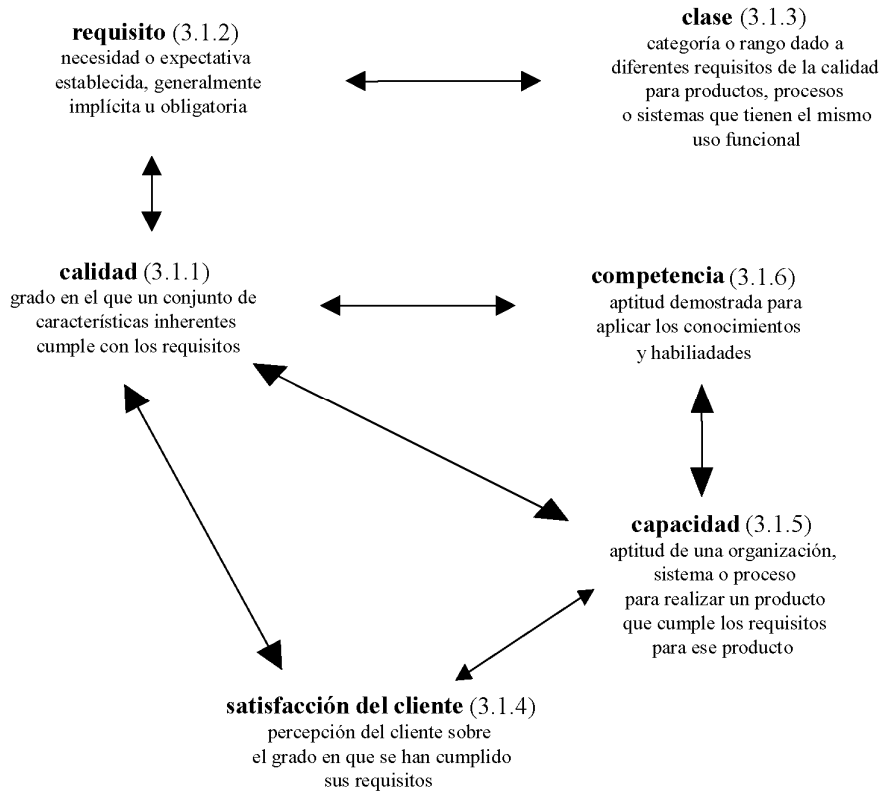 requisito (3.1.2)
necesidad o expectativa
establecida, generalmente
implícita u obligatoria
clase (3.1.3)
categoría o rango dado a
diferentes requisitos de la calidad
para productos, procesos
o sistemas que tienen el mismo
uso funcional
calidad (3.1.1)
grado en el que un conjunto de
características inherentes
cumple con los requisitos
competencia (3.1.6)
aptitud demostrada para
aplicar los conocimientos
y habiliadades
capacidad (3.1.5)
aptitud de una organización,
sistema o proceso
para realizar un producto
que cumple los requisitos
para ese producto
satisfacción del cliente (3.1.4)
percepción del cliente sobre
el grado en que se han cumplido
sus requisitos